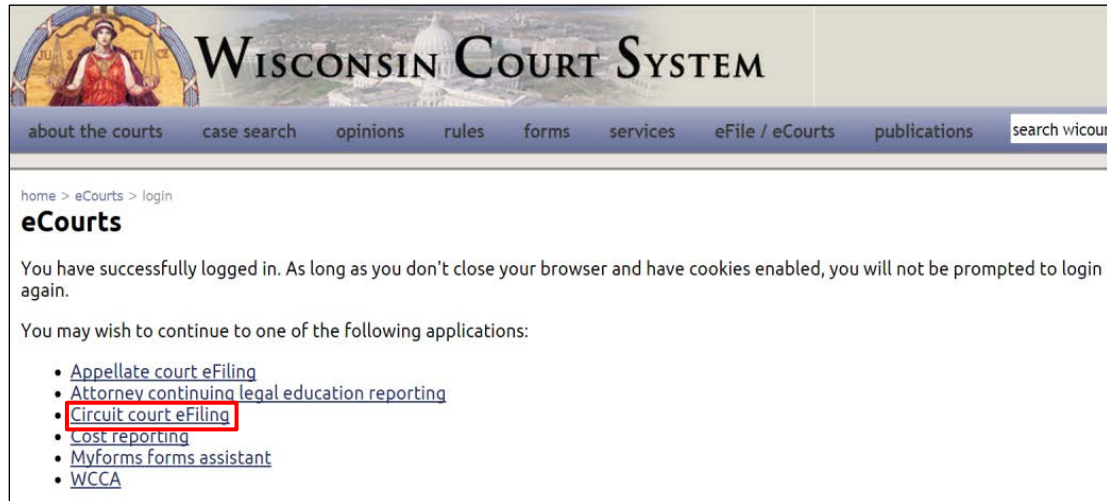 JUSTICE
WISCONSIN COURT SYSTEM
about the courts case search opinions rules forms services eFile / eCourts publications search wicour
home > eCourts > login
eCourts
You have successfully logged in. As long as you don't close your browser and have cookies enabled, you will not be prompted to login
again.
You may wish to continue to one of the following applications:
• Appellate court eFiling
• Attorney continuing legal education reporting
• Circuit court eFiling
• Cost reporting
• Myforms forms assistant
• WCCA